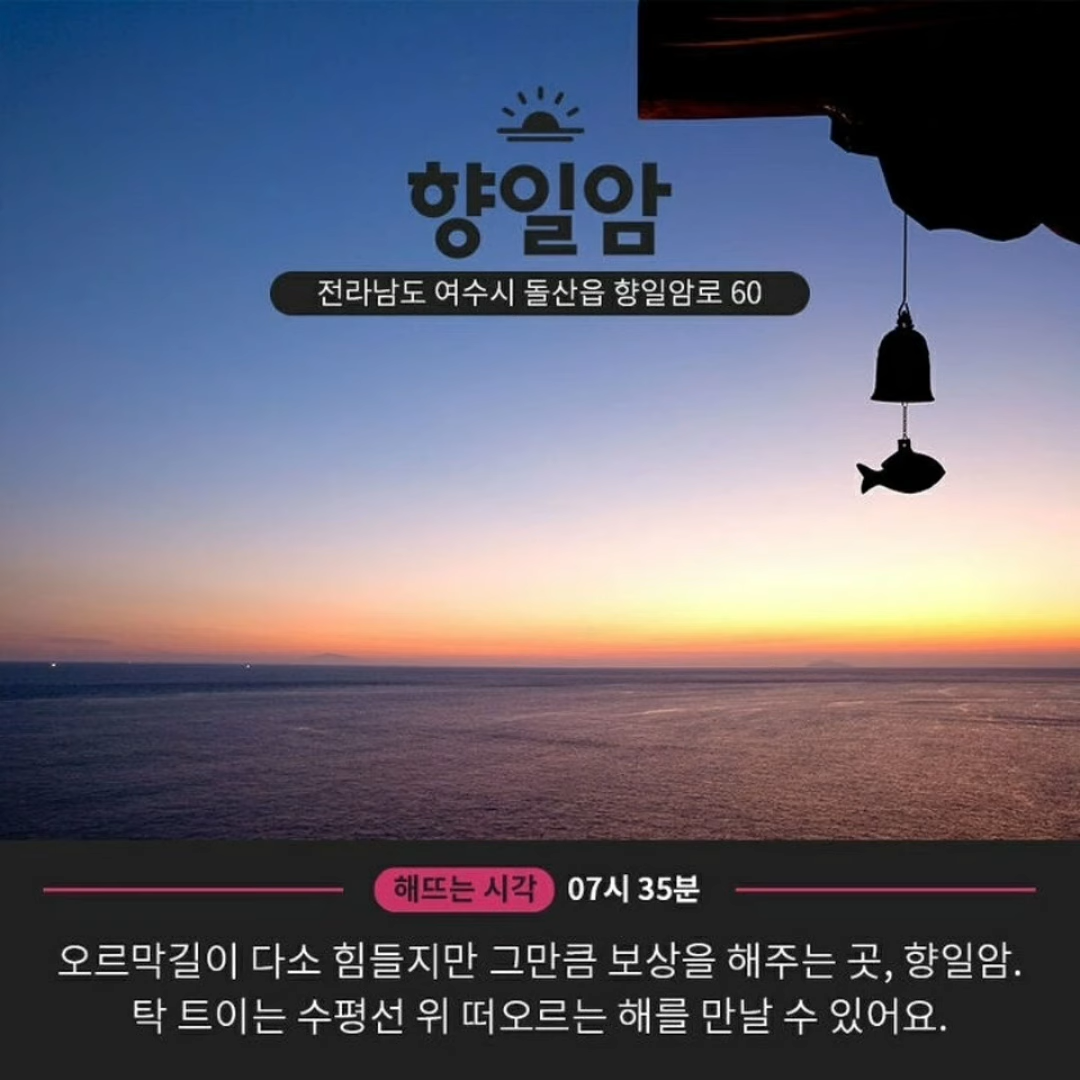 향일암
전라남도 여수시 돌산읍 향일암로 60
해뜨는 시각 07시 35분
오르막길이 다소 힘들지만 그만큼 보상을 해주는 곳, 향일암.
탁 트이는 수평선 위 떠오르는 해를 만날 수 있어요.